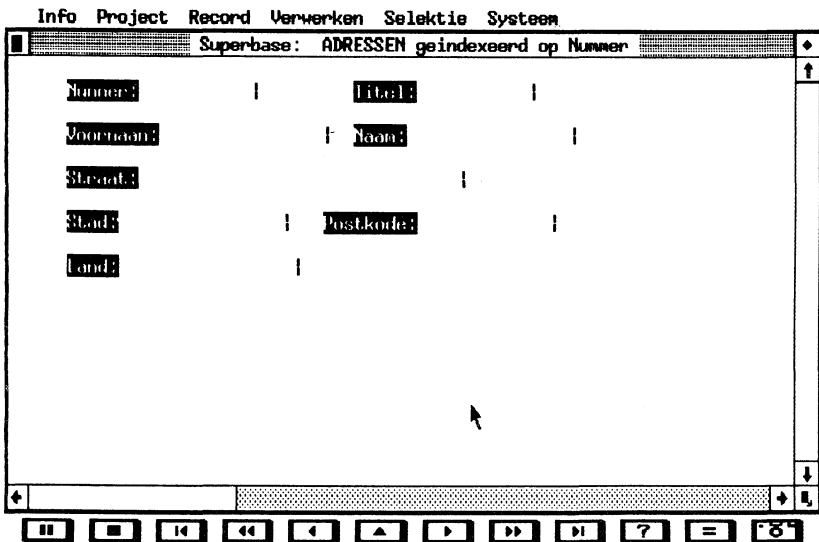 Info Project Record Verwerken Selektie Systeem
Superbase: ADRESSEN geindexeerd op Nummer
Nummer: Titel:
Voornaam: Naam:
Straat:
Stad: Postkode:
Land:
? =